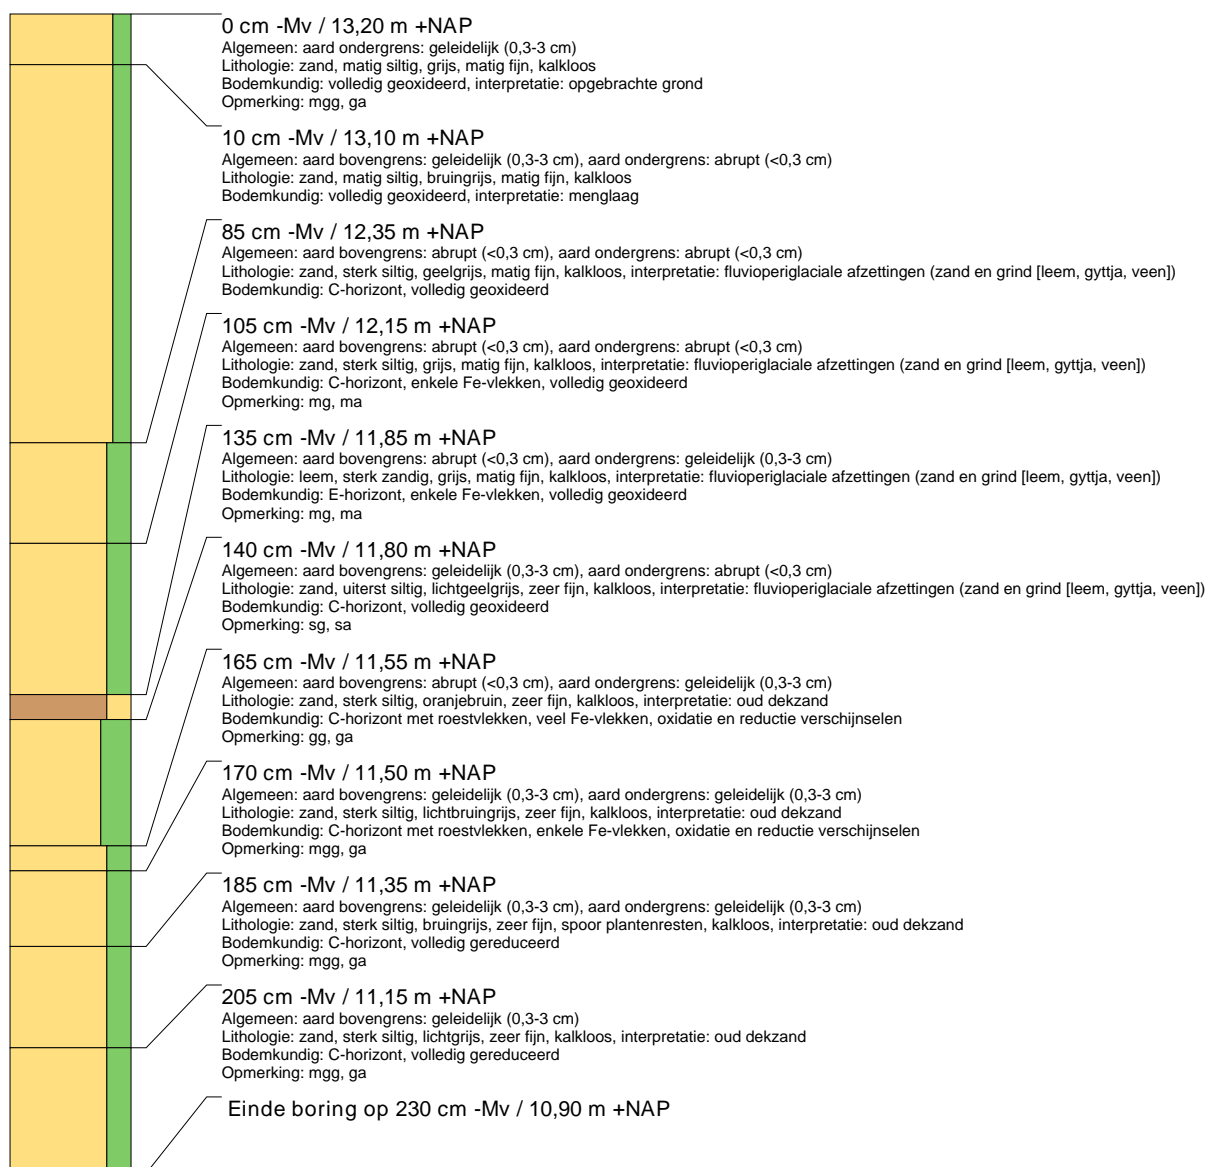 0 cm -Mv / 13,20 m +NAP
Algemeen: aard ondergrens: geleidelijk (0,3-3 cm)
Lithologie: zand, matig siltig, grijs, matig fijn, kalkloos
Bodemkundig: volledig geoxideerd, interpretatie: opgebrachte grond
Opmerking: mgg, ga
10 cm -Mv / 13,10 m +NAP
Algemeen: aard bovengrens: geleidelijk (0,3-3 cm), aard ondergrens: abrupt (<0,3 cm)
Lithologie: zand, matig siltig, bruingrijs, matig fijn, kalkloos
Bodemkundig: volledig geoxideerd, interpretatie: menglaag
85 cm -Mv / 12,35 m +NAP
Algemeen: aard bovengrens: abrupt (<0,3 cm), aard ondergrens: abrupt (<0,3 cm)
Lithologie: zand, sterk siltig, geelgrijs, matig fijn, kalkloos, interpretatie: fluvioperiglaciale afzettingen (zand en grind [leem, gyttja, veen])
Bodemkundig: C-horizont, volledig geoxideerd
105 cm -Mv / 12,15 m +NAP
Algemeen: aard bovengrens: abrupt (<0,3 cm), aard ondergrens: abrupt (<0,3 cm)
Lithologie: zand, sterk siltig, grijs, matig fijn, kalkloos, interpretatie: fluvioperiglaciale afzettingen (zand en grind [leem, gyttja, veen])
Bodemkundig: C-horizont, enkele Fe-vlekken, volledig geoxideerd
Opmerking: mg, ma
135 cm -Mv / 11,85 m +NAP
Algemeen: aard bovengrens: abrupt (<0,3 cm), aard ondergrens: geleidelijk (0,3-3 cm)
Lithologie: leem, sterk zandig, grijs, matig fijn, kalkloos, interpretatie: fluvioperiglaciale afzettingen (zand en grind [leem, gyttja, veen])
Bodemkundig: E-horizont, enkele Fe-vlekken, volledig geoxideerd
Opmerking: mg, ma
140 cm -Mv / 11,80 m +NAP
Algemeen: aard bovengrens: geleidelijk (0,3-3 cm), aard ondergrens: abrupt (<0,3 cm)
Lithologie: zand, uiterst siltig, lichtgeelgrijs, zeer fijn, kalkloos, interpretatie: fluvioperiglaciale afzettingen (zand en grind [leem, gyttja, veen])
Bodemkundig: C-horizont, volledig geoxideerd
Opmerking: sg, sa
165 cm -Mv / 11,55 m +NAP
Algemeen: aard bovengrens: abrupt (<0,3 cm), aard ondergrens: geleidelijk (0,3-3 cm)
Lithologie: zand, sterk siltig, oranjebruin, zeer fijn, kalkloos, interpretatie: oud dekzand
Bodemkundig: C-horizont met roestvlekken, veel Fe-vlekken, oxidatie en reductie verschijnselen
Opmerking: gg, ga
170 cm -Mv / 11,50 m +NAP
Algemeen: aard bovengrens: geleidelijk (0,3-3 cm), aard ondergrens: geleidelijk (0,3-3 cm)
Lithologie: zand, sterk siltig, lichtbruingrijs, zeer fijn, kalkloos, interpretatie: oud dekzand
Bodemkundig: C-horizont met roestvlekken, enkele Fe-vlekken, oxidatie en reductie verschijnselen
Opmerking: mgg, ga
185 cm -Mv / 11,35 m +NAP
Algemeen: aard bovengrens: geleidelijk (0,3-3 cm), aard ondergrens: geleidelijk (0,3-3 cm)
Lithologie: zand, sterk siltig, bruingrijs, zeer fijn, spoor plantenresten, kalkloos, interpretatie: oud dekzand
Bodemkundig: C-horizont, volledig gereduceerd
Opmerking: mgg, ga
205 cm -Mv / 11,15 m +NAP
Algemeen: aard bovengrens: geleidelijk (0,3-3 cm)
Lithologie: zand, sterk siltig, lichtgrijs, zeer fijn, kalkloos, interpretatie: oud dekzand
Bodemkundig: C-horizont, volledig gereduceerd
Opmerking: mgg, ga
Einde boring op 230 cm -Mv / 10,90 m +NAP